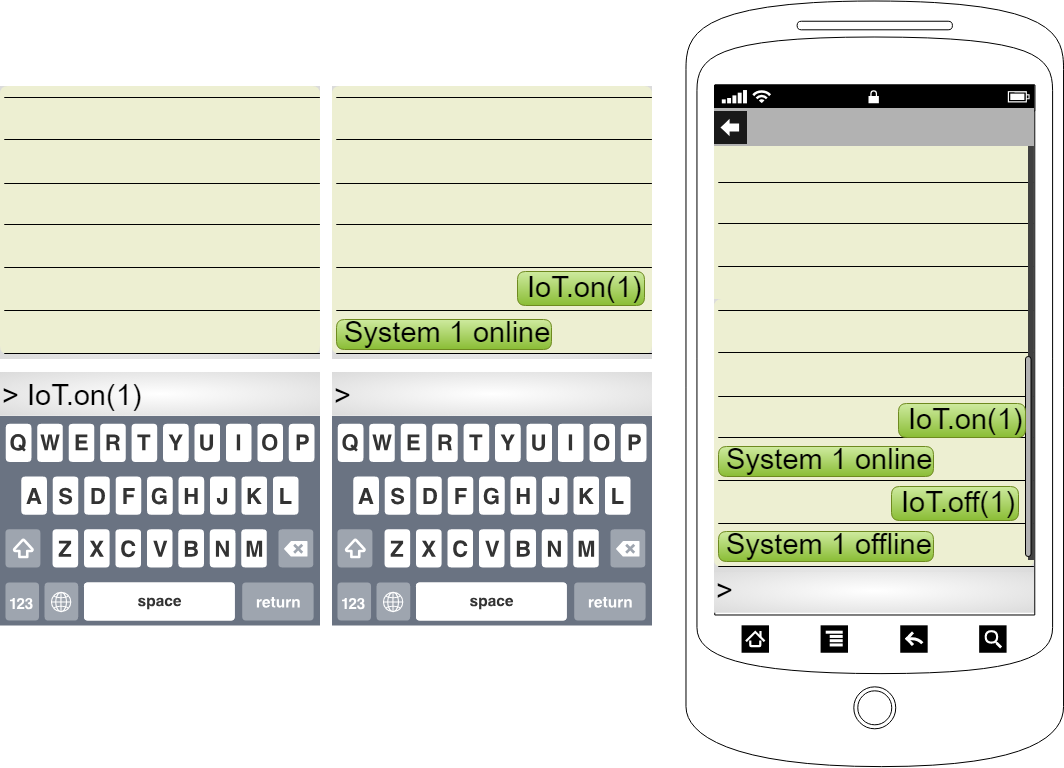 > IoT.on(1)
Q W E R T Y U I O P
A S D F G H J K L
Z X C V B N M
123 space return
IoT.on(1)
System 1 online
>
Q W E R T Y U I O P
A S D F G H J K L
Z X C V B N M
123 space return
IoT.on(1)
System 1 online
IoT.off(1)
System 1 offline
>